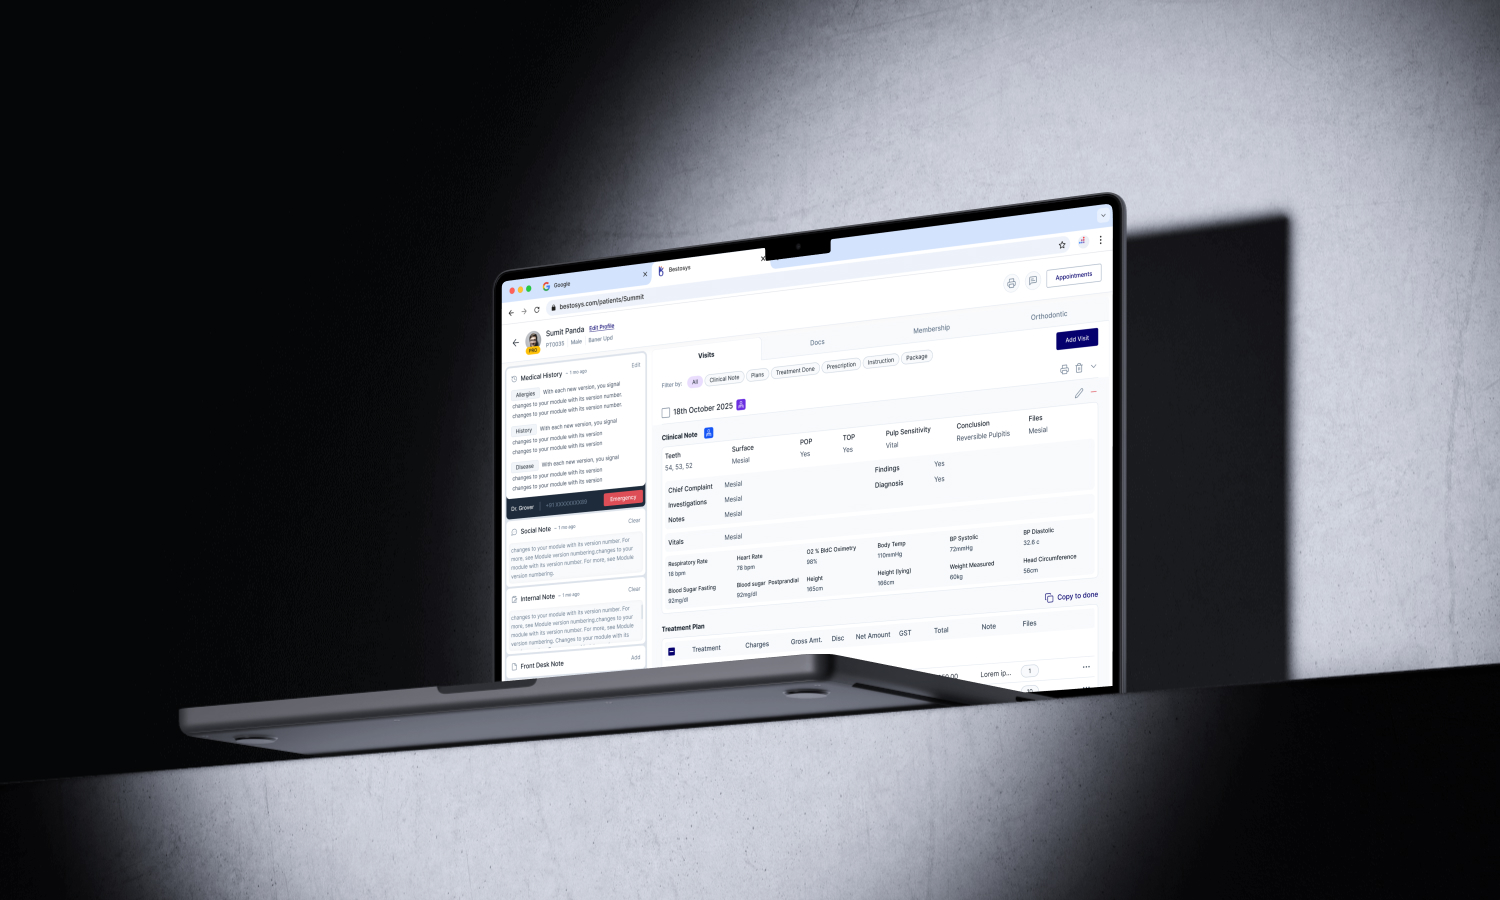 Google
Bestosys
bestosys.com/patients/Summit
Sumit Panda Edit Profile
PT0035 Male Baner Upd
PRO
Appointments
Visits
Docs
Membership
Orthodontic
Add Visit
Filter by: All Clinical Note Plans Treatment Done Prescription Instruction Package
Medical History - 1 mo ago Edit
Allergies With each new version, you signal
changes to your module with its version number.
changes to your module with its version number.
History With each new version, you signal
changes to your module with its version
changes to your module with its version
Disease With each new version, you signal
changes to your module with its version
changes to your module with its version
Dr. Grover Emergency
Social Note - 1 mo ago Clear
changes to your module with its version number. For
more, see Module version numbering.changes to your
module with its version number. For more, see Module
version numbering.
Internal Note - 1 mo ago Clear
changes to your module with its version number. For
more, see Module version numbering. Changes to your
module with its version number. For more, see Module
version numbering. Changes to your module with its
Front Desk Note Add
18th October 2025
Clinical Note
Teeth Surface POP TOP Pulp Sensitivity Conclusion Files
54, 53, 52 Mesial Yes Yes Vital Reversible Pulpitis Mesial
Chief Complaint Mesial Findings Yes
Investigations Mesial Diagnosis Yes
Notes Mesial
Vitals Mesial
Respiratory Rate Heart Rate O2 % BldC Oximetry Body Temp BP Systolic BP Diastolic
18 bpm 78 bpm 98% 110mmHg 72mmHg 32.6 c
Blood Sugar Fasting Blood sugar Postprandial Height Height (lying) Weight Measured Head Circumference
92mg/dl 92mg/dl 165cm 166cm 60kg 56cm
Copy to done
Treatment Plan
Treatment Charges Gross Amt. Disc Net Amount GST Total Note Files
Lorem ip... 1
10